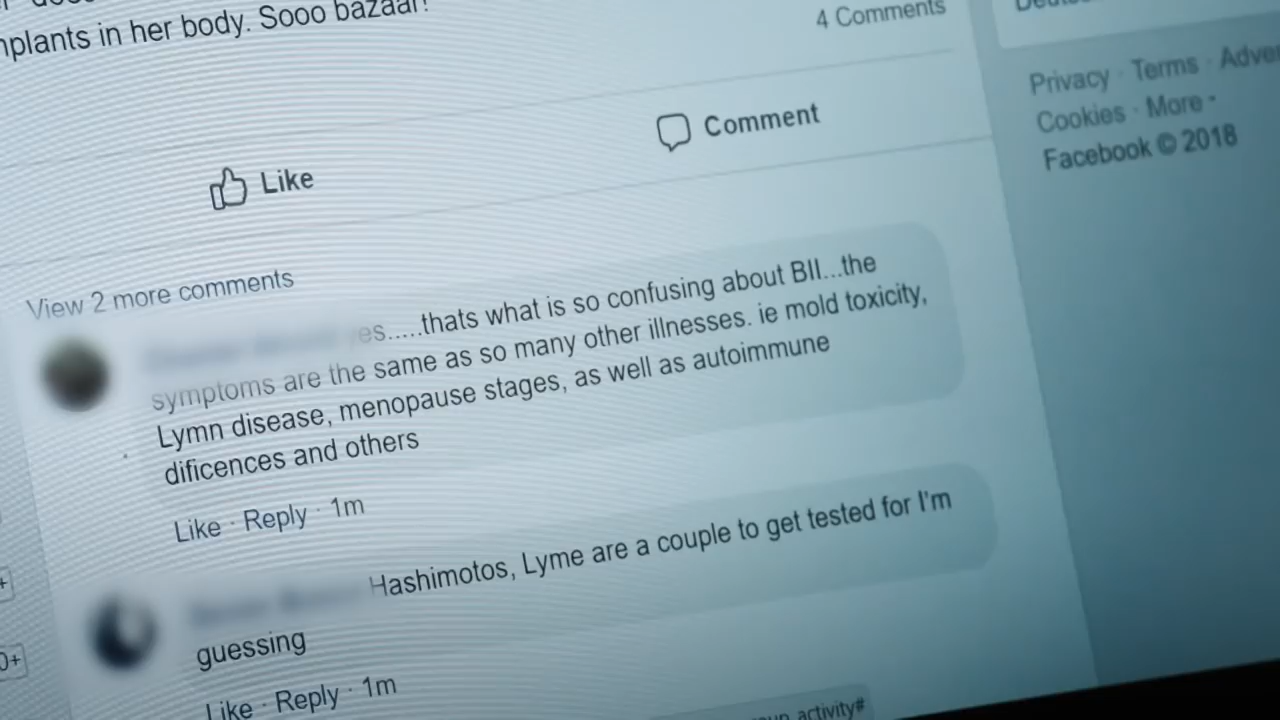 in her body. Sooo bazaar!
4 Comments
Like
Comment
View 2 more comments
es.....thats what is so confusing about BII...the
symptoms are the same as so many other illnesses. ie mold toxicity,
Lymn disease, menopause stages, as well as autoimmune
dificences and others
Like · Reply · 1m
Hashimotos, Lyme are a couple to get tested for I'm
guessing
Like · Reply · 1m
activity#
Privacy · Terms ·
Cookies · More
Facebook © 2018